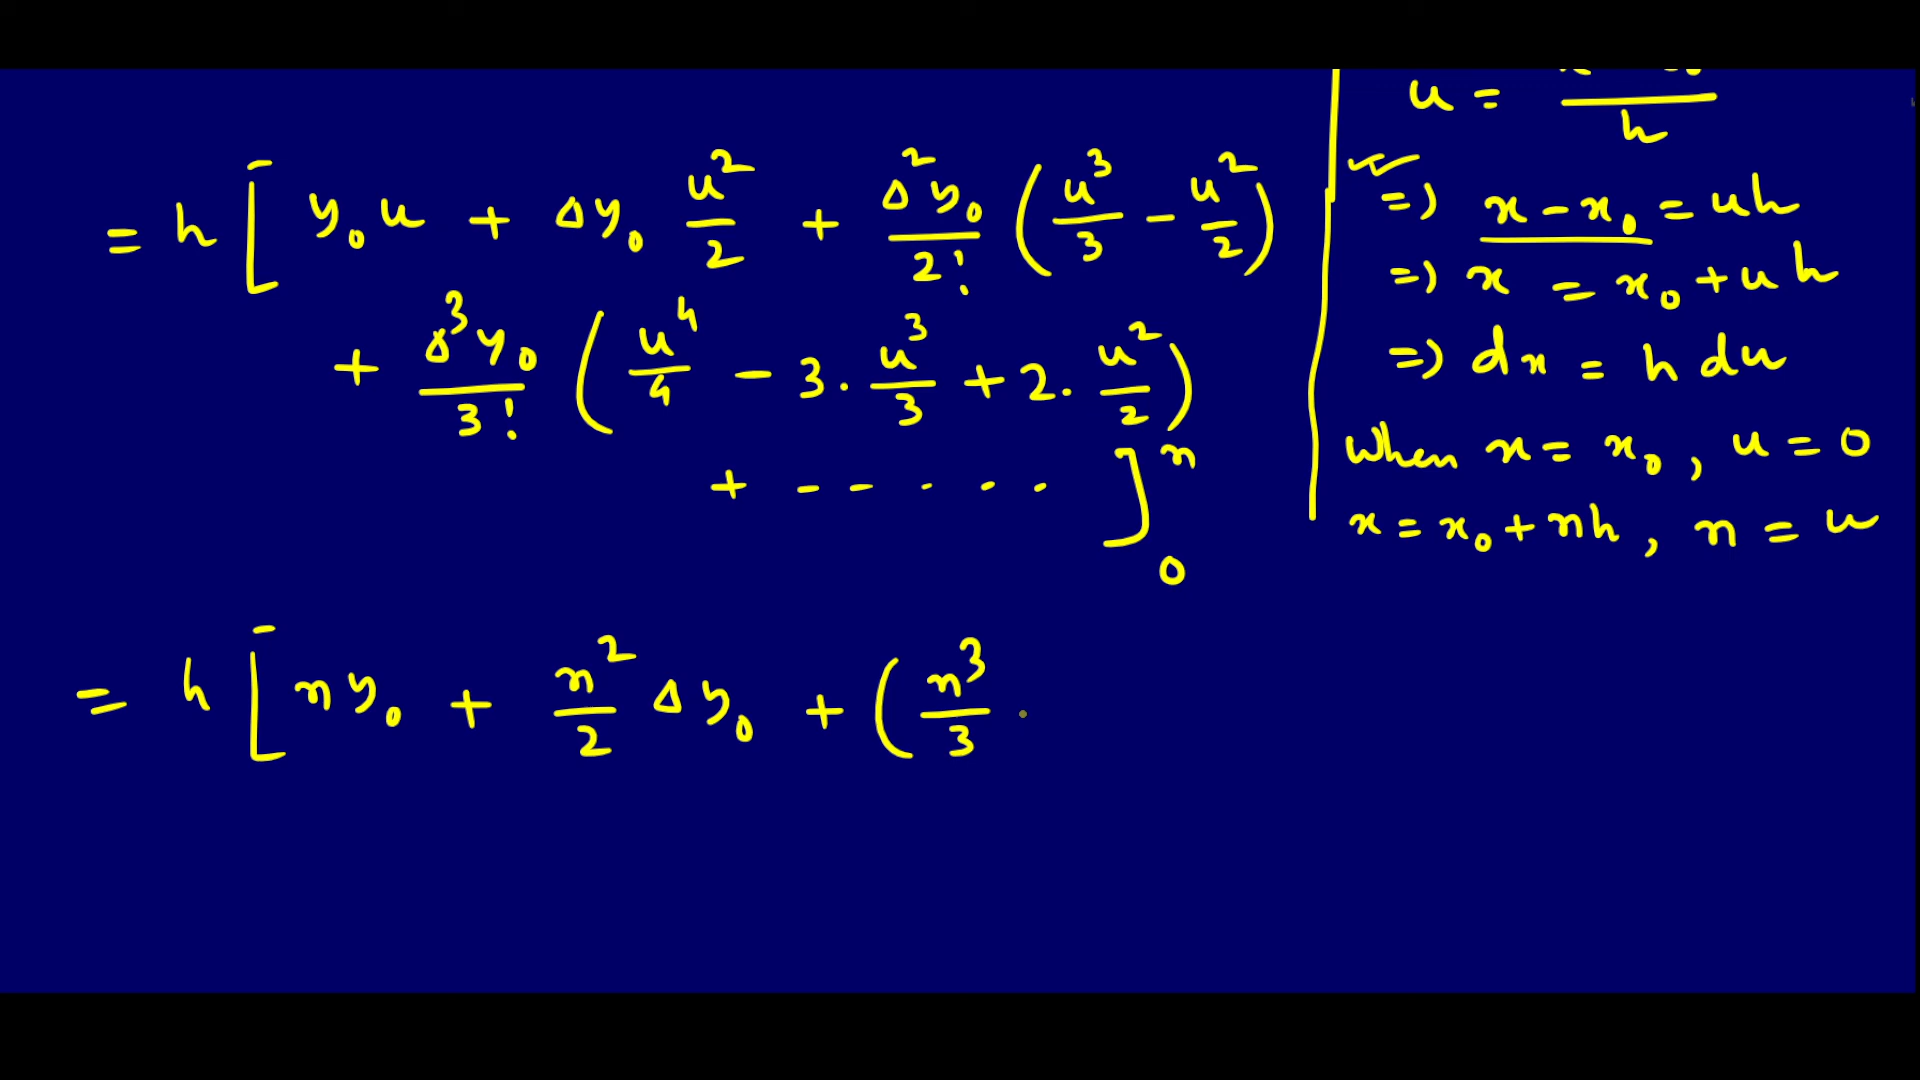 = h [ y₀u + Δy₀ u²/2 + Δ²y₀/2! (u³/3 - u²/2)
+ Δ³y₀/3! (u⁴/4 - 3 . u³/3 + 2 . u²/2)
+ - - . . . ]ⁿ₀
= h [ ny₀ + n²/2 Δy₀ + (n³/3
u = x - x₀/h
=) x - x₀ = uh
=) x = x₀ + uh
=) dx = h du
When x = x₀, u = 0
x = x₀ + nh, n = u